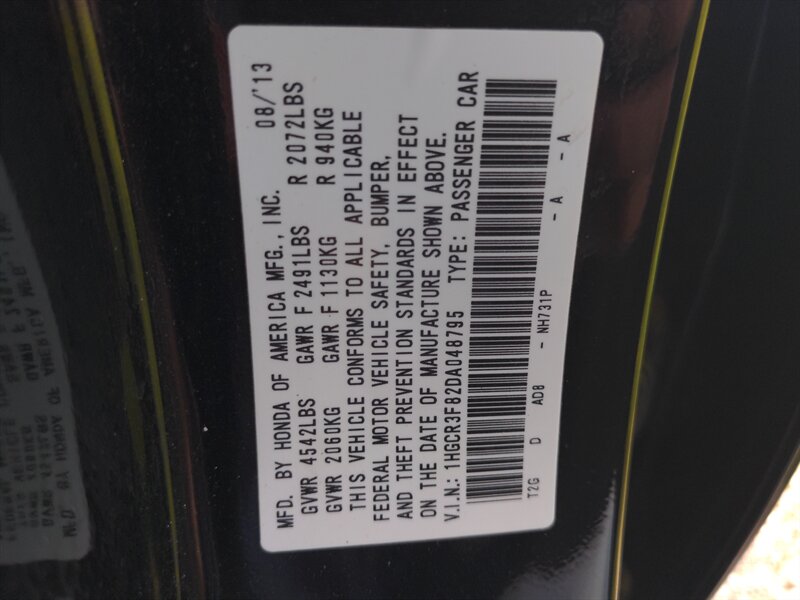 MFD. BY HONDA OF AMERICA MFG., INC. 08/'13
GVWR 4542LBS GAWR F 2491LBS R 2072LBS
GVWR 2060KG GAWR F 1130KG R 940KG
THIS VEHICLE CONFORMS TO ALL APPLICABLE
FEDERAL MOTOR VEHICLE SAFETY, BUMPER,
AND THEFT PREVENTION STANDARDS IN EFFECT
ON THE DATE OF MANUFACTURE SHOWN ABOVE.
V.I.N.: 1HGCR3F82DA048795 TYPE: PASSENGER CAR
T2G D AD8 - NH731P - A - A